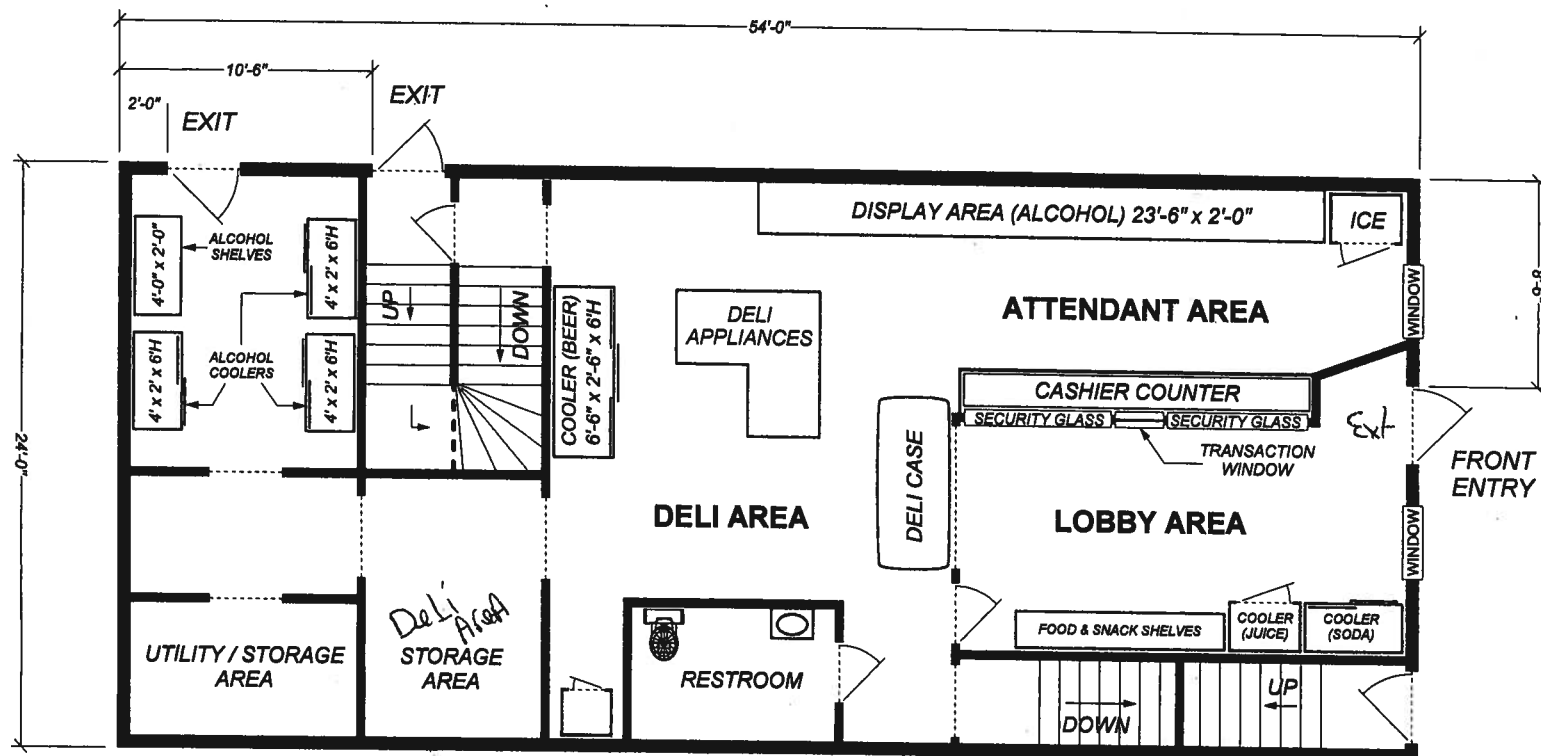 54'-0"
10'-6"
2'-0"
EXIT
EXIT
DISPLAY AREA (ALCOHOL) 23'-6" x 2'-0"
ICE
ALCOHOL
SHELVES
4'-0" x 2'-0"
4' x 2' x 6'H
UP
DOWN
COOLER (BEER)
6'-6" x 2'-6" x 6'H
DELI
APPLIANCES
ATTENDANT AREA
WINDOW
ALCOHOL
COOLERS
4' x 2' x 6'H
4' x 2' x 6'H
CASHIER COUNTER
SECURITY GLASS
SECURITY GLASS
TRANSACTION
WINDOW
Ext
FRONT
ENTRY
24'-0"
DELI CASE
DELI AREA
LOBBY AREA
WINDOW
Deli
Area
UTILITY / STORAGE
AREA
STORAGE
AREA
RESTROOM
FOOD & SNACK SHELVES
COOLER
(JUICE)
COOLER
(SODA)
DOWN
UP